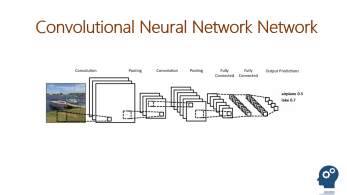 Convolutional Neural Network Network
Convolution Pooling Convolution Pooling Fully Connected Fully Connected Output Predictions
airplane 0.3
lake 0.7